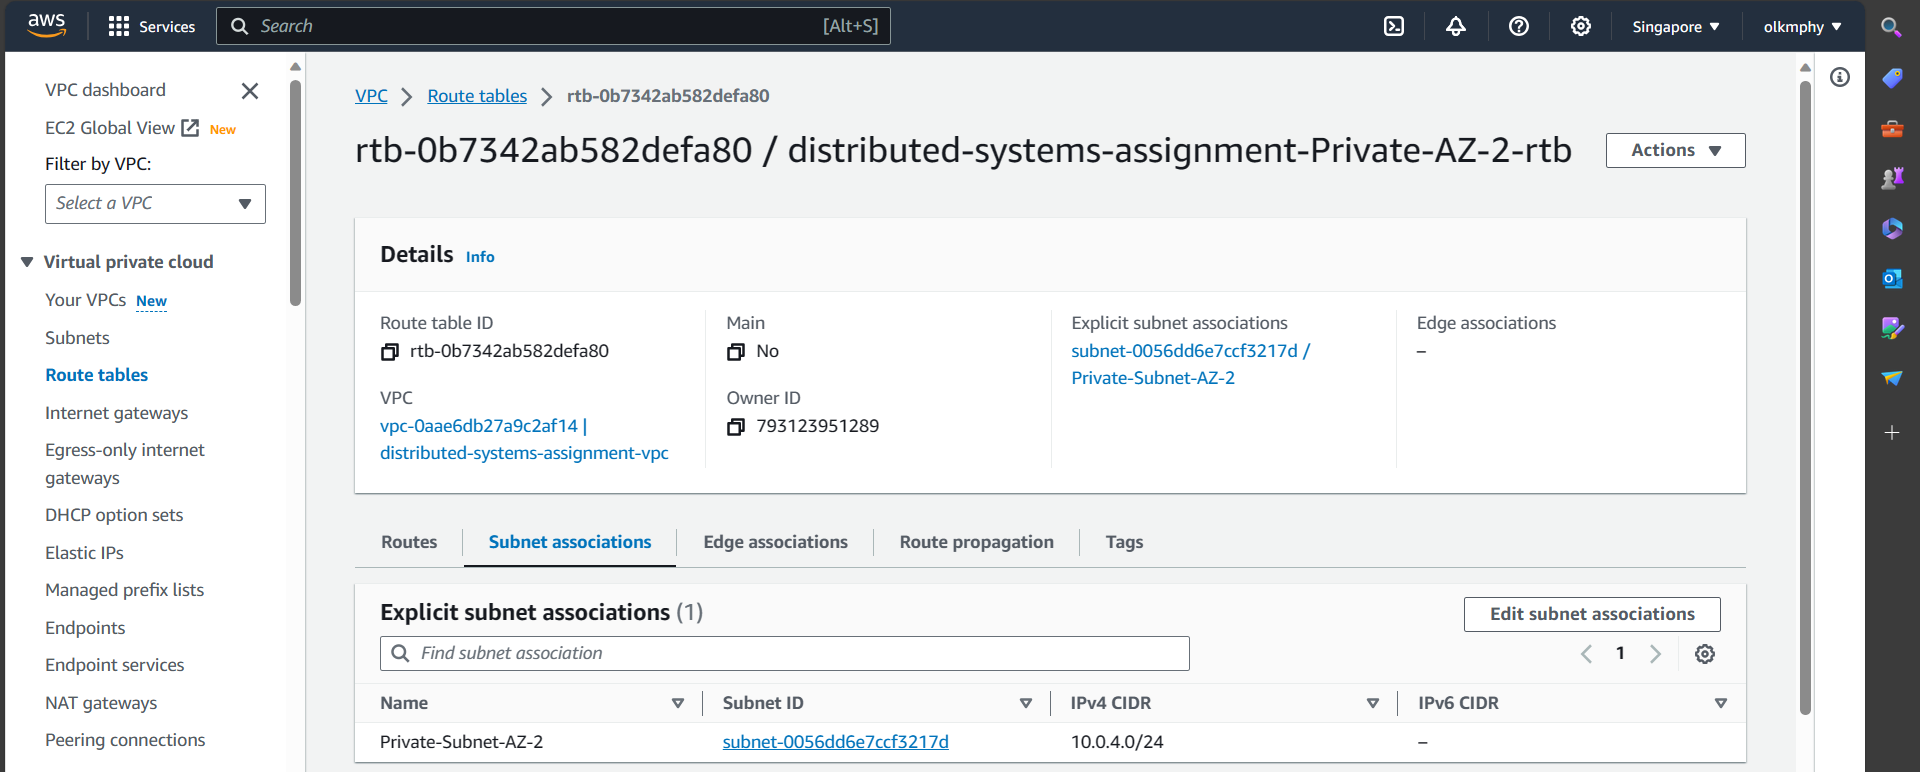 aws
Services
Search
[Alt+S]
Singapore
olkmphy
VPC dashboard
EC2 Global View New
Filter by VPC:
Select a VPC
Virtual private cloud
Your VPCs New
Subnets
Route tables
Internet gateways
Egress-only internet
gateways
DHCP option sets
Elastic IPs
Managed prefix lists
Endpoints
Endpoint services
NAT gateways
Peering connections
VPC Route tables rtb-0b7342ab582defa80
rtb-0b7342ab582defa80 / distributed-systems-assignment-Private-AZ-2-rtb
Actions
Details Info
Route table ID
rtb-0b7342ab582defa80
VPC
vpc-0aae6db27a9c2af14 |
distributed-systems-assignment-vpc
Main
No
Owner ID
793123951289
Explicit subnet associations
subnet-0056dd6e7ccf3217d /
Private-Subnet-AZ-2
Edge associations
–
Routes Subnet associations Edge associations Route propagation Tags
Explicit subnet associations (1)
Edit subnet associations
Find subnet association
1
Name Subnet ID IPv4 CIDR IPv6 CIDR
Private-Subnet-AZ-2 subnet-0056dd6e7ccf3217d 10.0.4.0/24 –